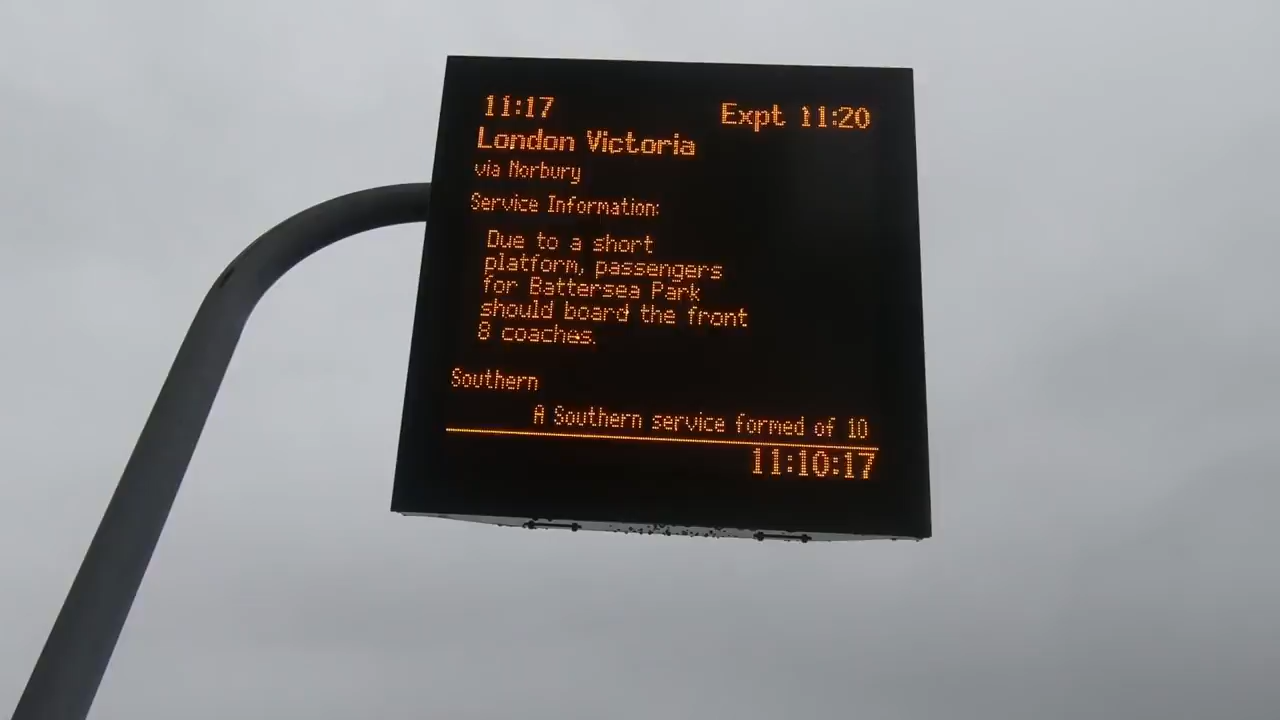 11:17 Expt 11:20
London Victoria
via Norbury
Service Information:
Due to a short
platform, passengers
for Battersea Park
should board the front
8 coaches.
Southern
A Southern service formed of 10
11:10:17